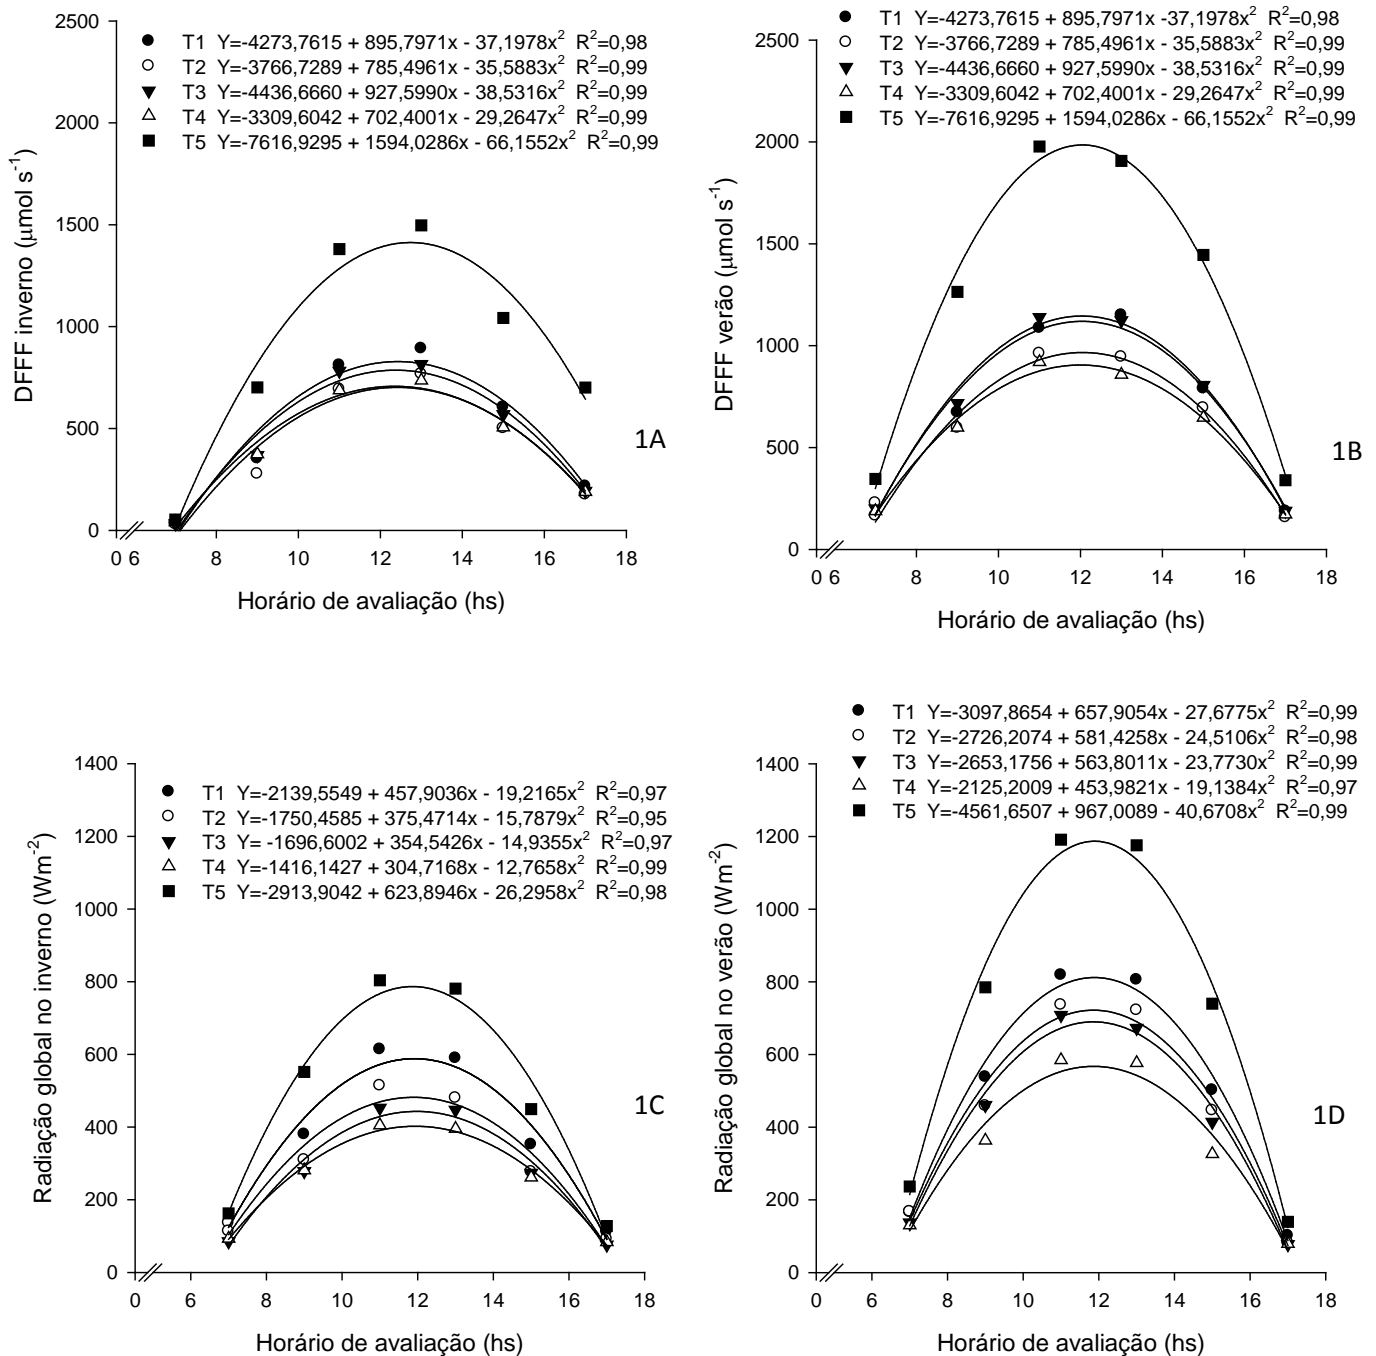 2500
2000
1500
1000
500
0
T1 Y=-4273,7615 + 895,7971x -37,1978x² R²=0,98
T2 Y=-3766,7289 + 785,4961x - 35,5883x² R²=0,99
T3 Y=-4436,6660 + 927,5990x - 38,5316x² R²=0,99
T4 Y=-3309,6042 + 702,4001x - 29,2647x² R²=0,99
T5 Y=-7616,9295 + 1594,0286x - 66,1552x² R²=0,99
DFFF inverno (µmol s⁻¹)
1A
0 6 8 10 12 14 16 18
Horário de avaliação (hs)
T1 Y=-4273,7615 + 895,7971x -37,1978x² R²=0,98
T2 Y=-3766,7289 + 785,4961x - 35,5883x² R²=0,99
T3 Y=-4436,6660 + 927,5990x - 38,5316x² R²=0,99
T4 Y=-3309,6042 + 702,4001x - 29,2647x² R²=0,99
T5 Y=-7616,9295 + 1594,0286x - 66,1552x² R²=0,99
2500
2000
1500
1000
500
0
DFFF verão (µmol s⁻¹)
1B
0 6 8 10 12 14 16 18
Horário de avaliação (hs)
1400
1200
1000
800
600
400
200
0
T1 Y=-2139,5549 + 457,9036x - 19,2165x² R²=0,97
T2 Y=-1750,4585 + 375,4714x - 15,7879x² R²=0,95
T3 Y= -1696,6002 + 354,5426x - 14,9355x² R²=0,97
T4 Y=-1416,1427 + 304,7168x - 12,7658x² R²=0,99
T5 Y=-2913,9042 + 623,8946x - 26,2958x² R²=0,98
Radiação global no inverno (Wm⁻²)
1C
0 6 8 10 12 14 16 18
Horário de avaliação (hs)
T1 Y=-3097,8654 + 657,9054x - 27,6775x² R²=0,99
T2 Y=-2726,2074 + 581,4258x - 24,5106x² R²=0,98
T3 Y=-2653,1756 + 563,8011x - 23,7730x² R²=0,99
T4 Y=-2125,2009 + 453,9821x - 19,1384x² R²=0,97
T5 Y=-4561,6507 + 967,0089x - 40,6708x² R²=0,99
1400
1200
1000
800
600
400
200
0
Radiação global no verão (Wm⁻²)
1D
0 6 8 10 12 14 16 18
Horário de avaliação (hs)